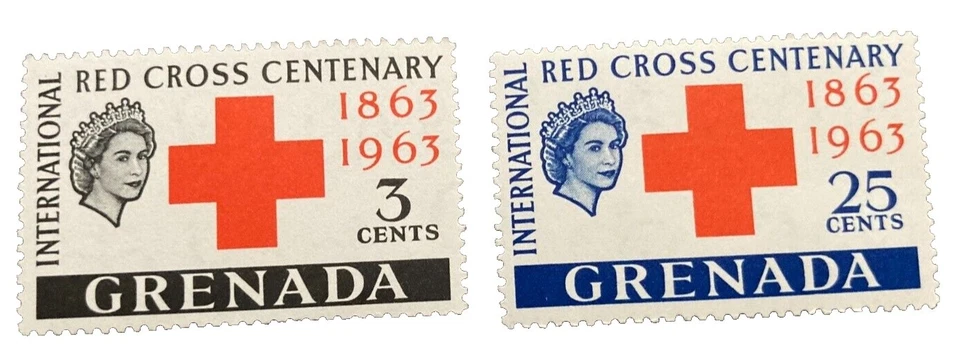 INTERNATIONAL
RED CROSS CENTENARY
1863
1963
3
CENTS
GRENADA
INTERNATIONAL
RED CROSS CENTENARY
1863
1963
25
CENTS
GRENADA